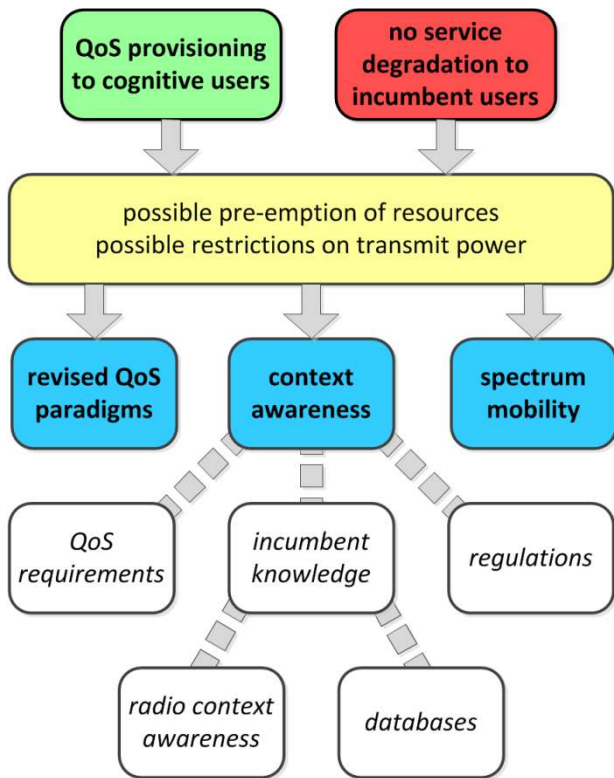 QoS provisioning
to cognitive users
no service
degradation to
incumbent users
possible pre-emption of resources
possible restrictions on transmit power
revised QoS
paradigms
context
awareness
spectrum
mobility
QoS
requirements
incumbent
knowledge
regulations
radio context
awareness
databases